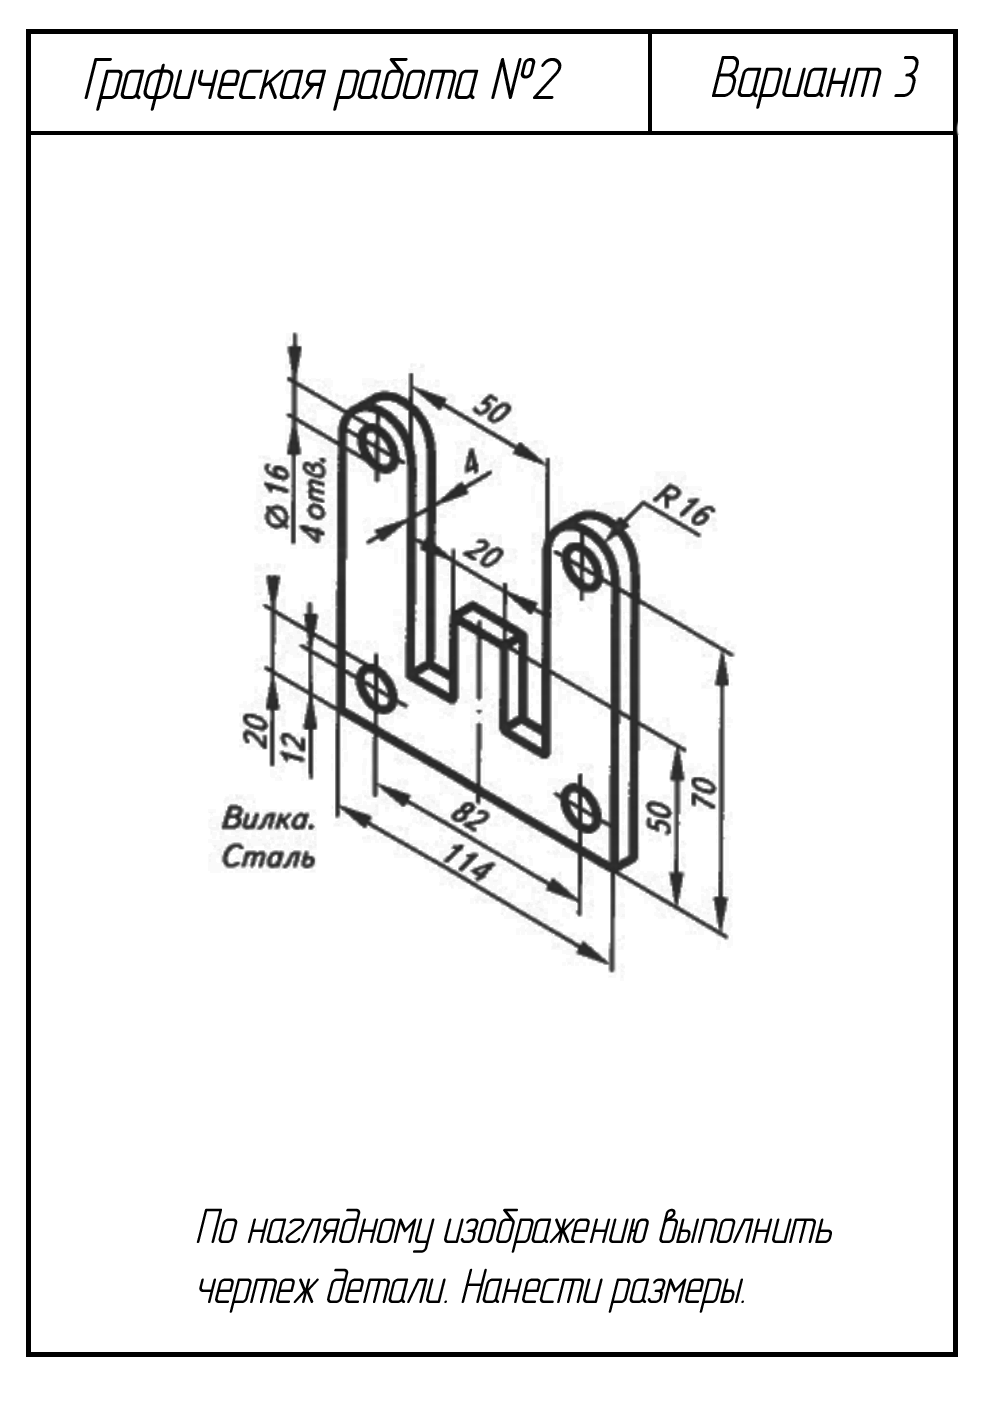 Графическая работа №2
Вариант 3
50
4
R16
20
Ø 16
4 отв.
20
12
50
70
82
114
Вилка.
Сталь
По наглядному изображению выполнить
чертеж детали. Нанести размеры.